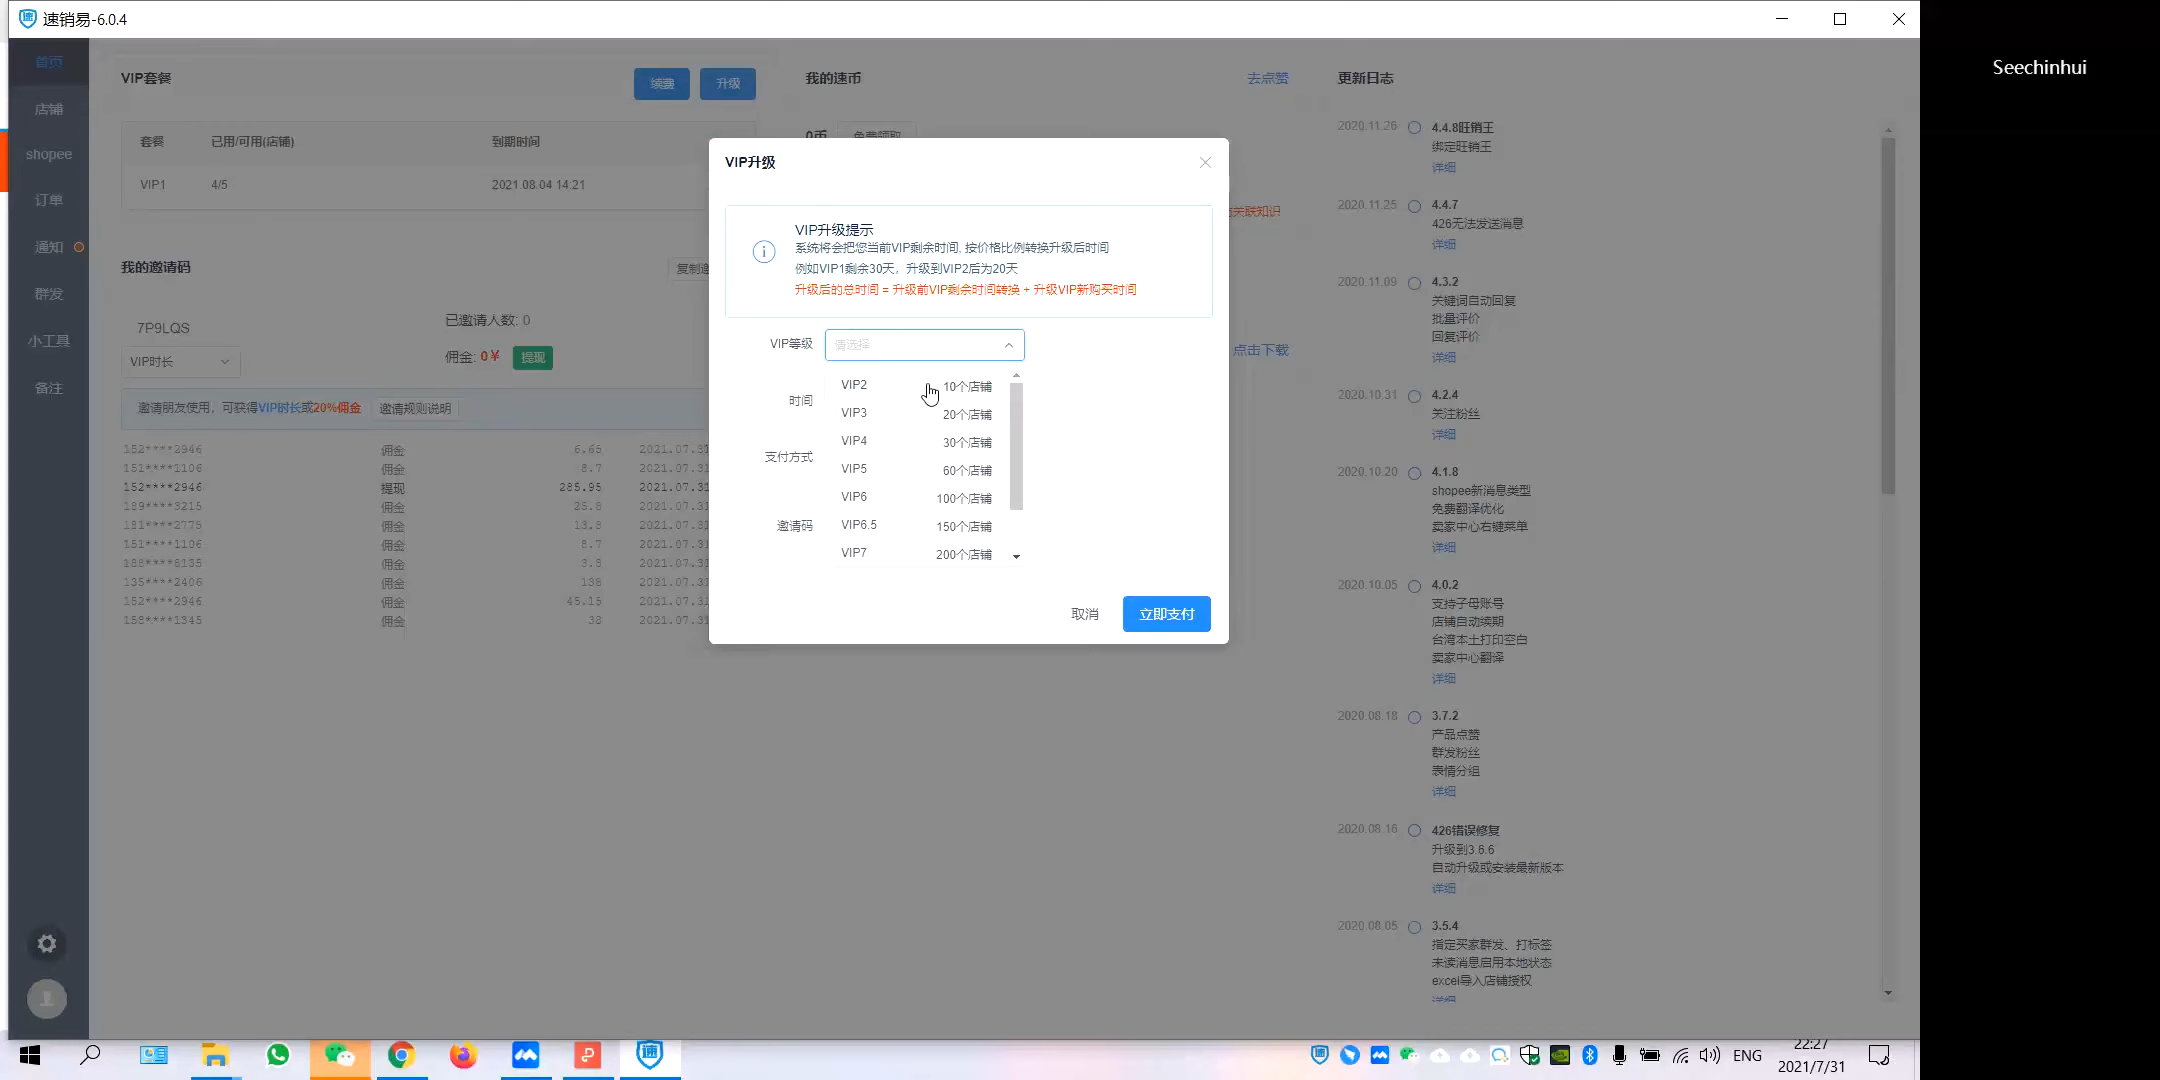 速销易-6.0.4
Seechinhui
首页
店铺
shopee
订单
通知
群发
小工具
备注
VIP套餐
续费
升级
套餐 已用/可用(店铺) 到期时间
VIP1 4/5 2021.08.04 14:21
我的邀请码
复制邀
7P9LQS
已邀请人数: 0
VIP时长
佣金: 0¥ 提现
邀请朋友使用，可获得VIP时长或20%佣金 邀请规则说明
152****2946 佣金 6.65 2021.07.31
151****1106 佣金 8.7 2021.07.31
152****2946 提现 285.95 2021.07.31
189****3215 佣金 25.8 2021.07.31
181****2775 佣金 13.8 2021.07.31
151****1106 佣金 8.7 2021.07.31
188****8135 佣金 3.8 2021.07.31
135****2406 佣金 138 2021.07.31
152****2946 佣金 45.15 2021.07.31
158****1345 佣金 38 2021.07.31
我的速币
去点赞
0币 免费领取
关联知识
点击下载
VIP升级
VIP升级提示
系统将会把您当前VIP剩余时间, 按价格比例转换升级后时间
例如VIP1剩余30天，升级到VIP2后为20天
升级后的总时间 = 升级前VIP剩余时间转换 + 升级VIP新购买时间
VIP等级 请选择
时间
支付方式
邀请码
VIP2 10个店铺
VIP3 20个店铺
VIP4 30个店铺
VIP5 60个店铺
VIP6 100个店铺
VIP6.5 150个店铺
VIP7 200个店铺
取消
立即支付
更新日志
2020.11.26 4.4.8旺销王
绑定旺销王
详细
2020.11.25 4.4.7
426无法发送消息
详细
2020.11.09 4.3.2
关键词自动回复
批量评价
回复评价
详细
2020.10.31 4.2.4
关注粉丝
详细
2020.10.20 4.1.8
shopee新消息类型
免费翻译优化
卖家中心右键菜单
详细
2020.10.05 4.0.2
支持子母账号
店铺自动续期
台湾本土打印空白
卖家中心翻译
详细
2020.08.18 3.7.2
产品点赞
群发粉丝
表情分组
详细
2020.08.16 426错误修复
升级到3.6.6
自动升级或安装最新版本
详细
2020.08.05 3.5.4
指定买家群发、打标签
未读消息启用本地状态
excel导入店铺授权
详细
速
ENG
22:27
2021/7/31